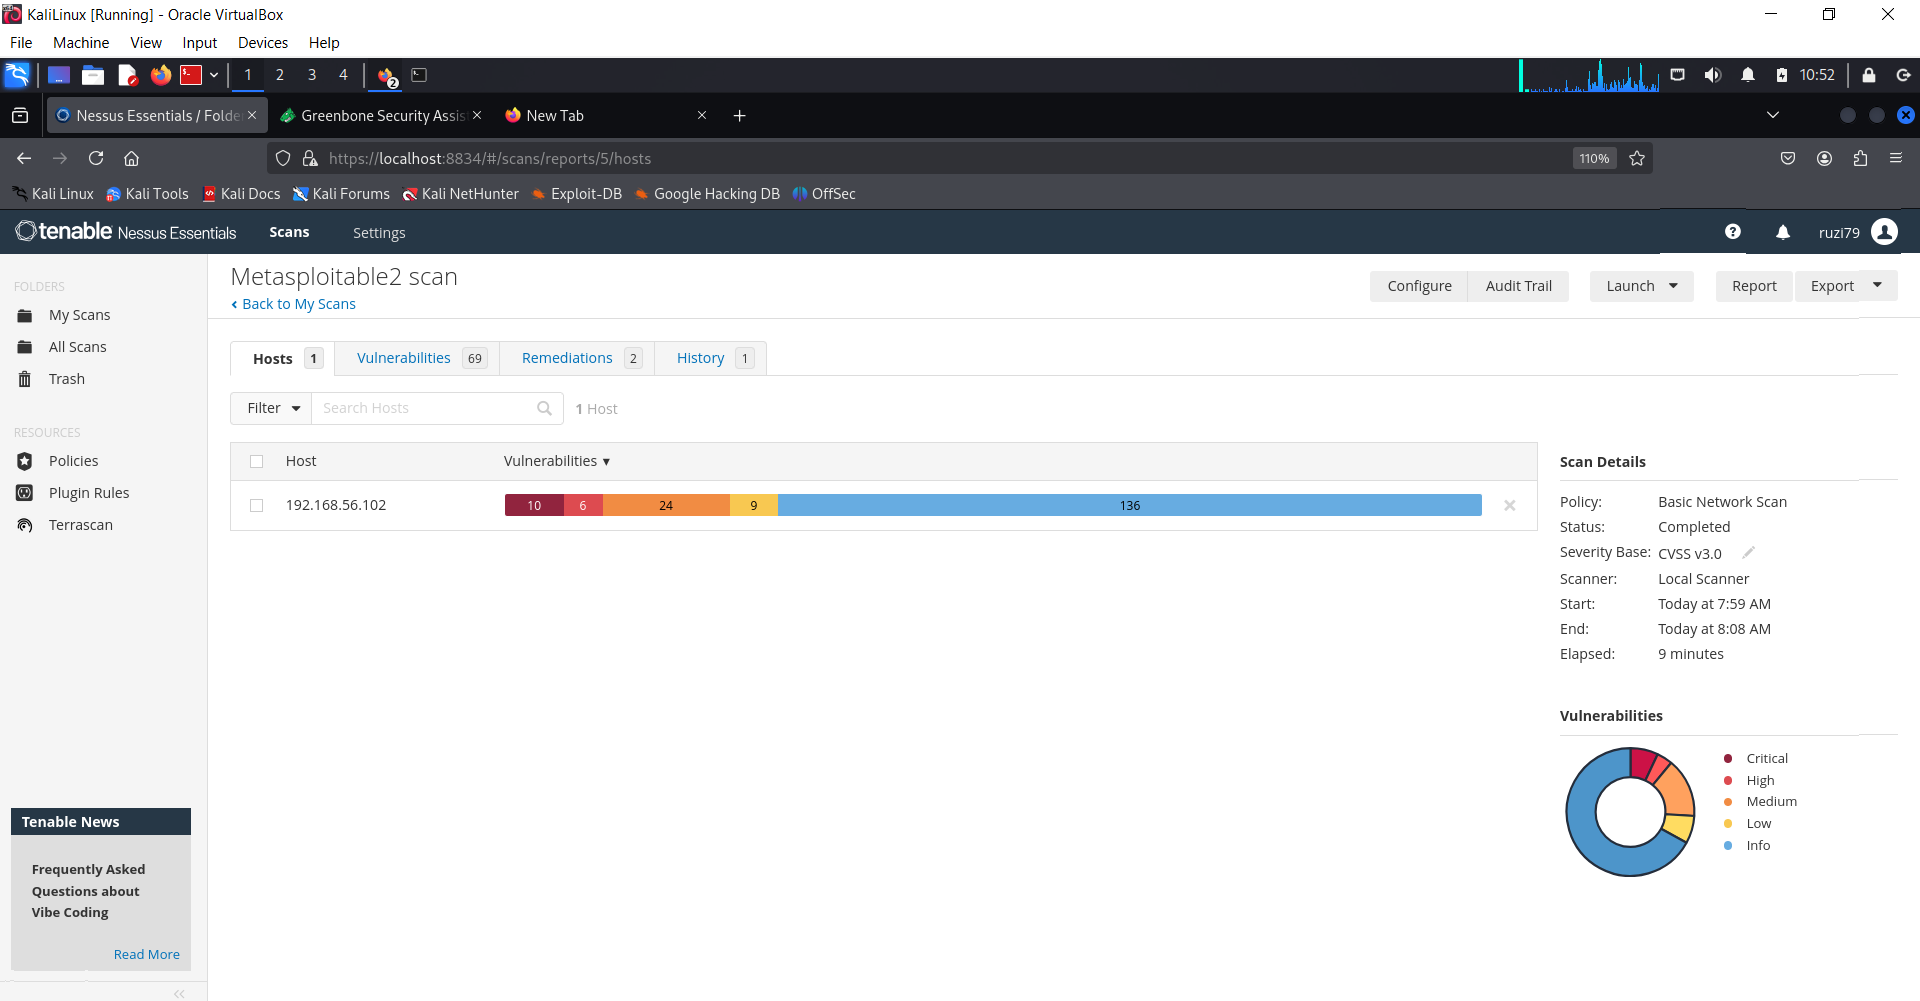 KaliLinux [Running] - Oracle VirtualBox
File Machine View Input Devices Help
1 2 3 4 2 10:52
Nessus Essentials / Folde Greenbone Security Assis New Tab
https://localhost:8834/#/scans/reports/5/hosts 110%
Kali Linux Kali Tools Kali Docs Kali Forums Kali NetHunter Exploit-DB Google Hacking DB OffSec
tenable Nessus Essentials Scans Settings ruzi79
FOLDERS
My Scans
All Scans
Trash
RESOURCES
Policies
Plugin Rules
Terrascan
Tenable News
Frequently Asked
Questions about
Vibe Coding
Read More
Metasploitable2 scan
Back to My Scans
Configure Audit Trail Launch Report Export
Hosts 1 Vulnerabilities 69 Remediations 2 History 1
Filter Search Hosts 1 Host
Host Vulnerabilities
192.168.56.102 10 6 24 9 136
Scan Details
Policy: Basic Network Scan
Status: Completed
Severity Base: CVSS v3.0
Scanner: Local Scanner
Start: Today at 7:59 AM
End: Today at 8:08 AM
Elapsed: 9 minutes
Vulnerabilities
Critical
High
Medium
Low
Info